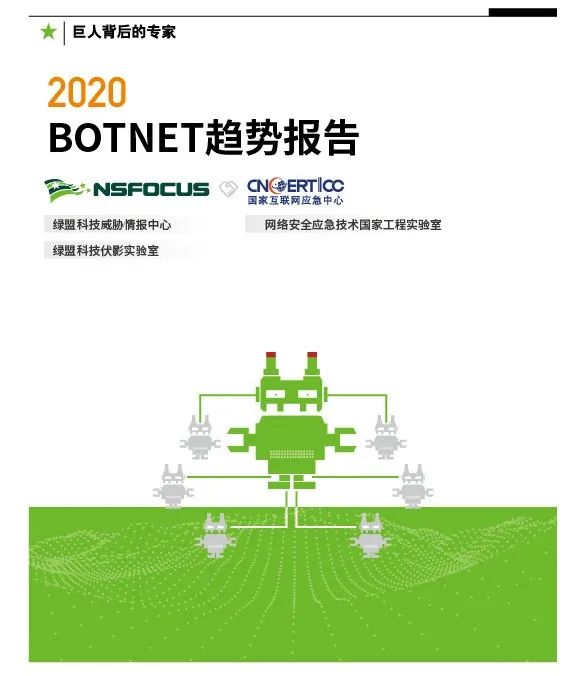 巨人背后的专家
2020
BOTNET趋势报告
NSFOCUS
CNCERT/CC
国家互联网应急中心
绿盟科技威胁情报中心
网络安全应急技术国家工程实验室
绿盟科技伏影实验室